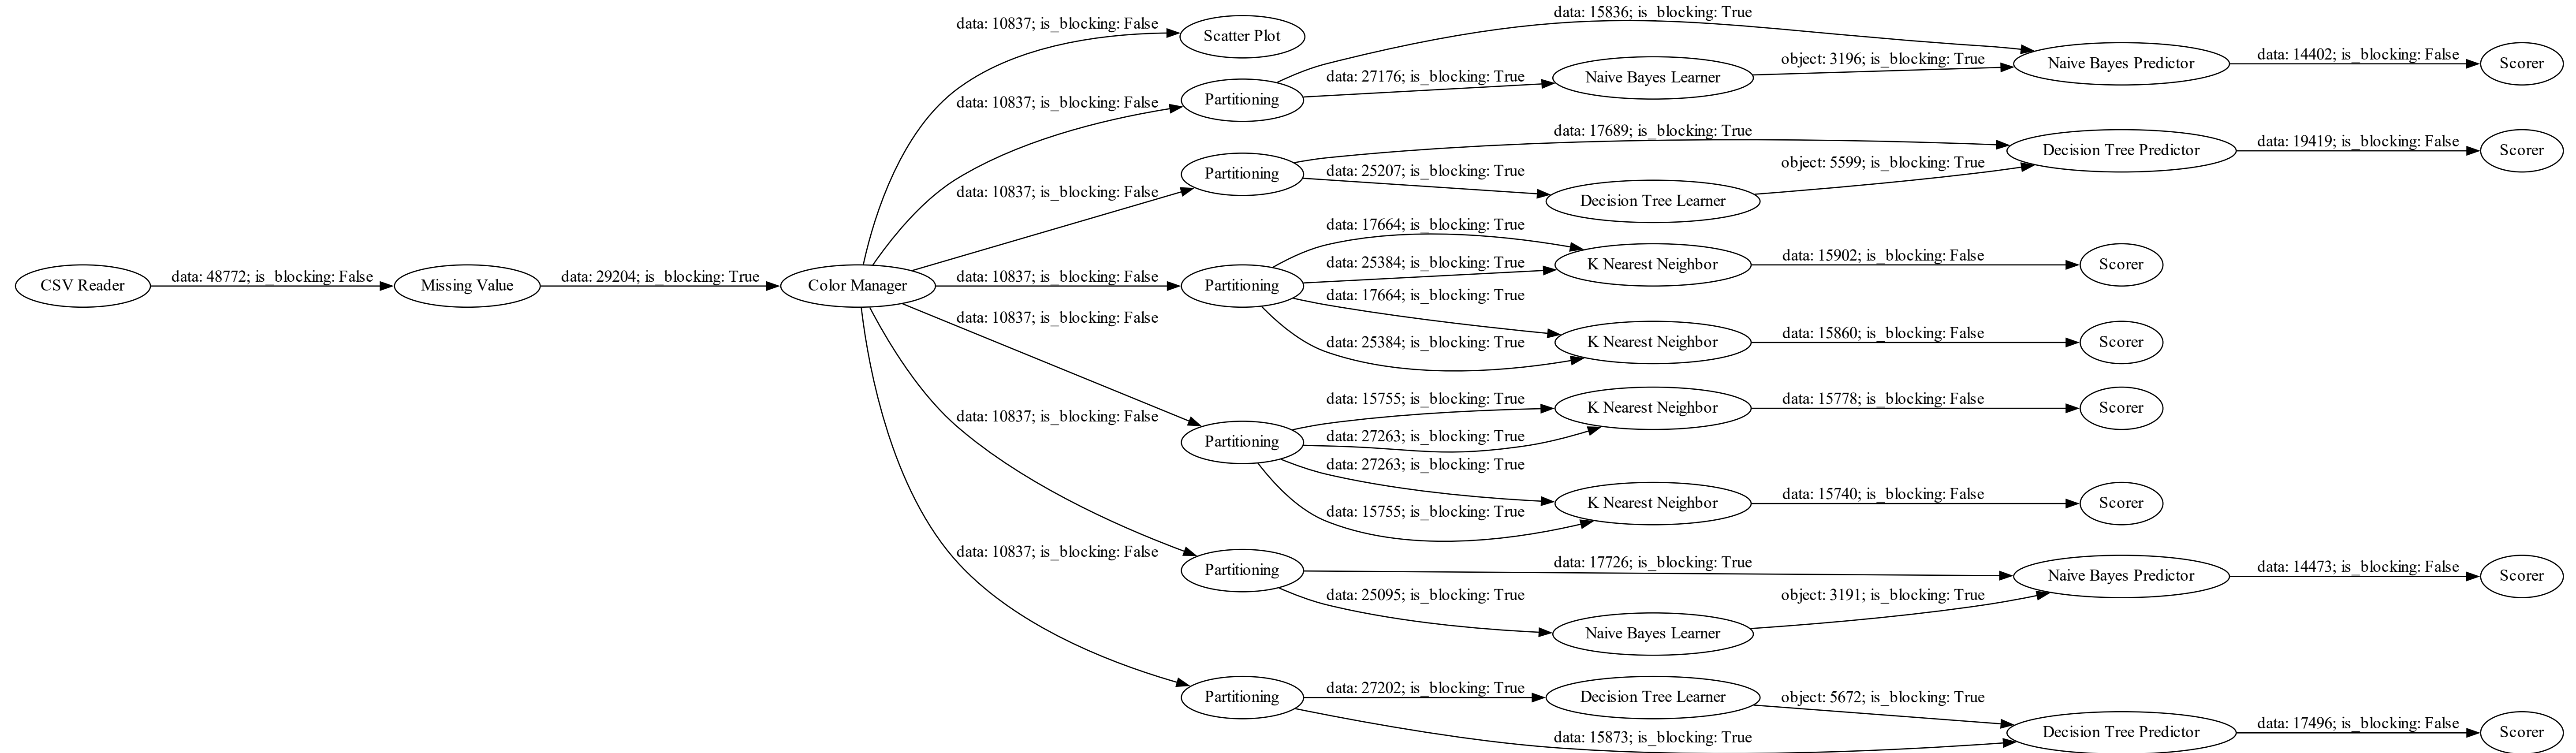 data: 10837; is_blocking: False
Scatter Plot
data: 15836; is_blocking: True
data: 10837; is_blocking: False
Partitioning
data: 27176; is_blocking: True
Naive Bayes Learner
object: 3196; is_blocking: True
Naive Bayes Predictor
data: 14402; is_blocking: False
Scorer
data: 10837; is_blocking: False
Partitioning
data: 17689; is_blocking: True
data: 25207; is_blocking: True
Decision Tree Learner
object: 5599; is_blocking: True
Decision Tree Predictor
data: 19419; is_blocking: False
Scorer
CSV Reader
data: 48772; is_blocking: False
Missing Value
data: 29204; is_blocking: True
Color Manager
data: 10837; is_blocking: False
Partitioning
data: 17664; is_blocking: True
data: 25384; is_blocking: True
K Nearest Neighbor
data: 15902; is_blocking: False
Scorer
data: 17664; is_blocking: True
data: 25384; is_blocking: True
K Nearest Neighbor
data: 15860; is_blocking: False
Scorer
data: 10837; is_blocking: False
Partitioning
data: 15755; is_blocking: True
data: 27263; is_blocking: True
K Nearest Neighbor
data: 15778; is_blocking: False
Scorer
data: 27263; is_blocking: True
data: 15755; is_blocking: True
K Nearest Neighbor
data: 15740; is_blocking: False
Scorer
data: 10837; is_blocking: False
Partitioning
data: 17726; is_blocking: True
data: 25095; is_blocking: True
Naive Bayes Learner
object: 3191; is_blocking: True
Naive Bayes Predictor
data: 14473; is_blocking: False
Scorer
data: 10837; is_blocking: False
Partitioning
data: 27202; is_blocking: True
Decision Tree Learner
object: 5672; is_blocking: True
data: 15873; is_blocking: True
Decision Tree Predictor
data: 17496; is_blocking: False
Scorer